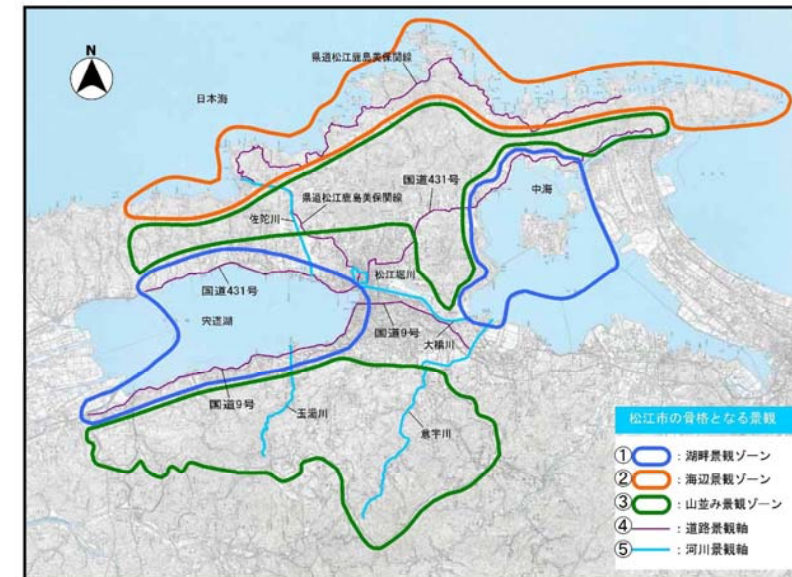 N
県道松江鹿島美保関線
日本海
国道431号
中海
県道松江鹿島美保関線
佐陀川
松江堀川
国道431号
宍道湖
国道9号
大橋川
国道9号
玉湯川
意宇川
松江市の骨格となる景観
① : 湖畔景観ゾーン
② : 海辺景観ゾーン
③ : 山並み景観ゾーン
④ : 道路景観軸
⑤ : 河川景観軸